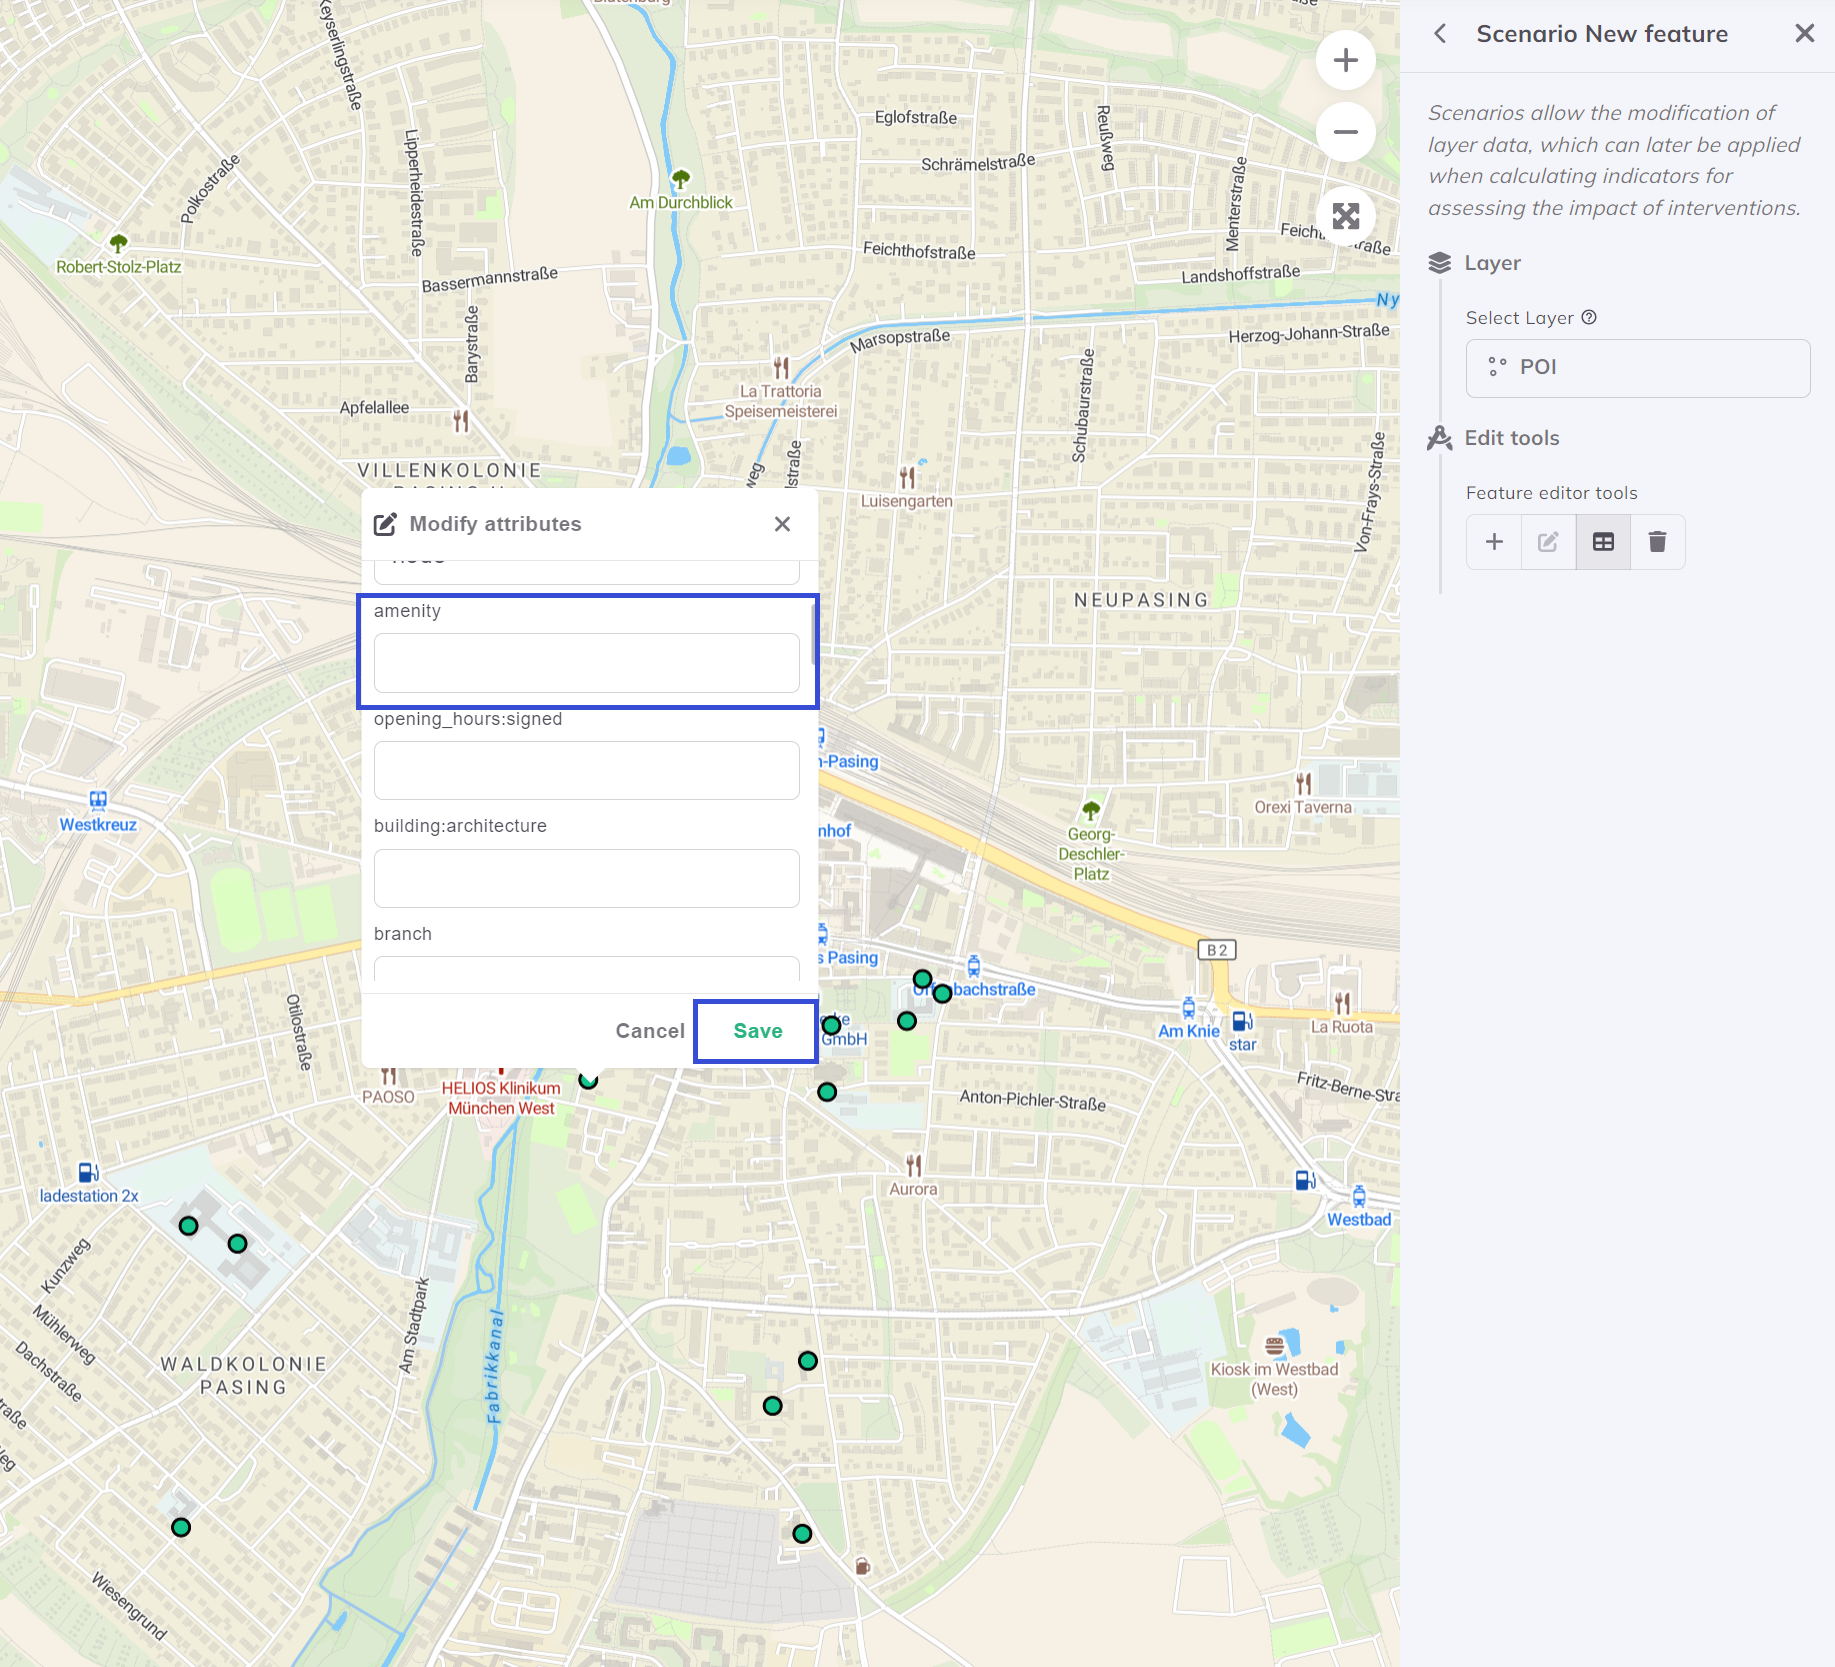 Keyserlingstraße
Polkostraße
Lipperheidestraße
Robert-Stolz-Platz
Bassermannstraße
Barystraße
Apfelallee
VILLENKOLONIE
Am Durchblick
Eglofstraße
Schrämelstraße
Reußweg
Menterstraße
Feichthofstraße
Landshoffstraße
Marsopstraße
Herzog-Johann-Straße
La Trattoria
Speisemeisterei
Schubaurstraße
Von-Frays-Straße
Luisengarten
NEUPASING
Modify attributes
amenity
opening_hours:signed
building:architecture
branch
Cancel
Save
Westkreuz
n-Pasing
nhof
s Pasing
Georg-
Deschler-
Platz
Orexi Taverna
B 2
Otilostraße
PAOSO
HELIOS Klinikum
München West
GmbH
Am Knie
star
La Ruota
Anton-Pichler-Straße
Aurora
Westbad
ladestation 2x
Kunzweg
Mühlerweg
Dachstraße
Am Stadtpark
Fabrikkanal
WALDKOLONIE
PASING
Wiesengrund
Kiosk im Westbad
(West)
Scenario New feature
Scenarios allow the modification of
layer data, which can later be applied
when calculating indicators for
assessing the impact of interventions.
Layer
Select Layer
POI
Edit tools
Feature editor tools